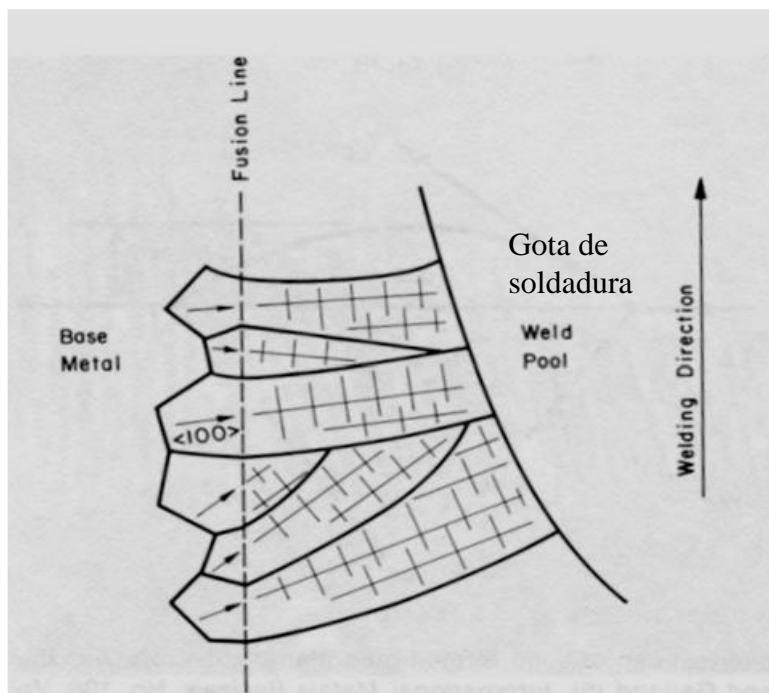 Fusion Line
Gota de
soldadura
Base
Metal
Weld
Pool
<100>
Welding Direction